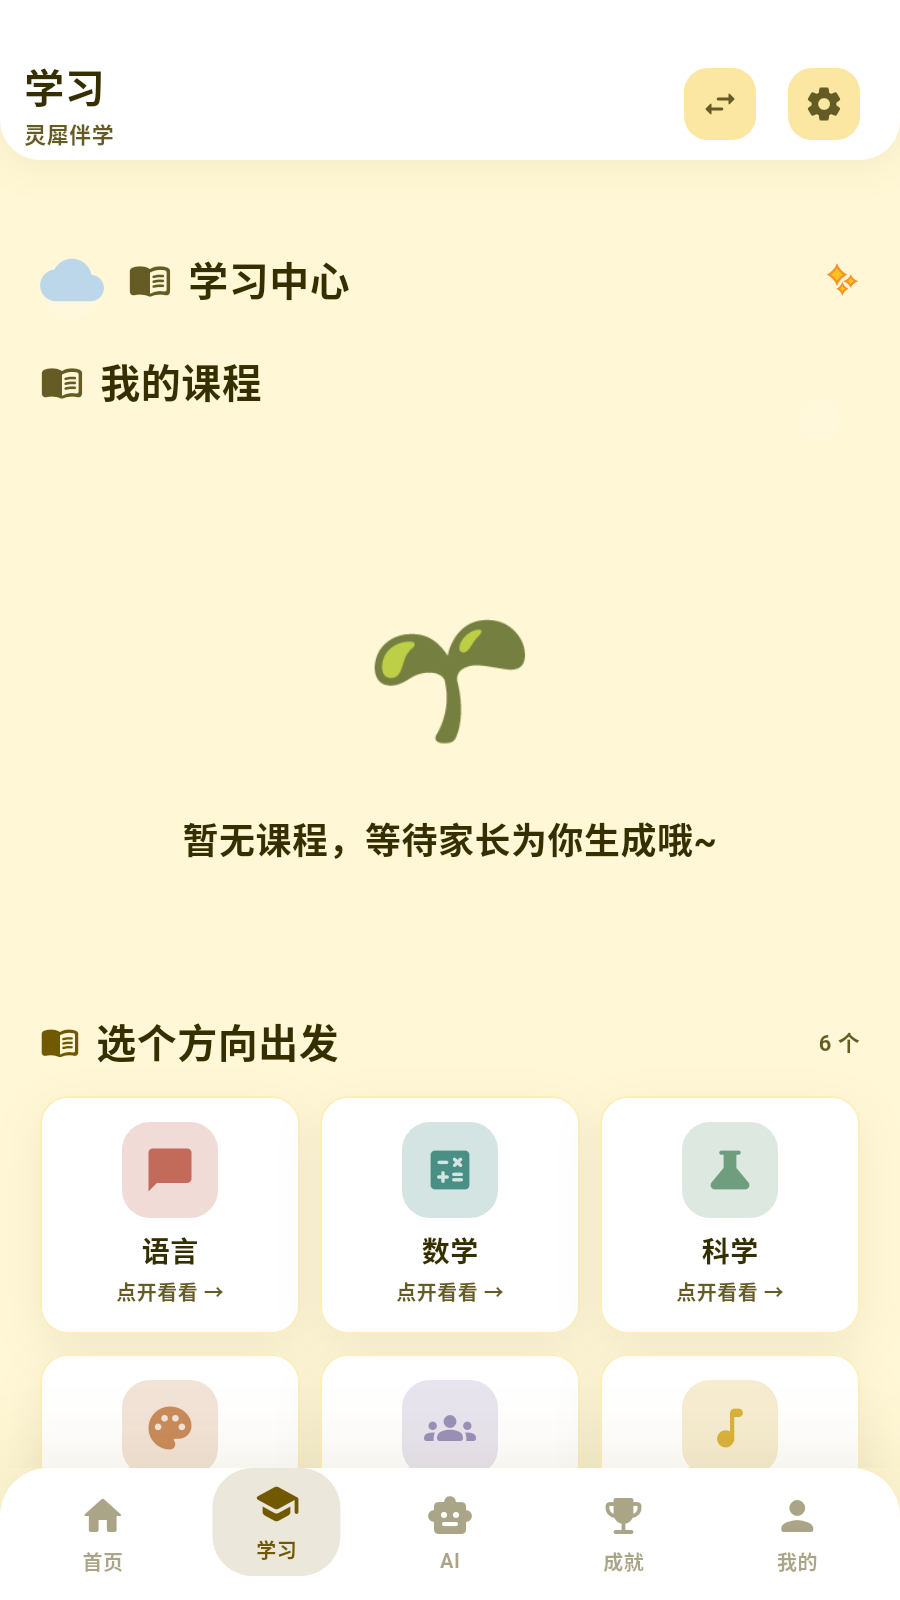 学习
灵犀伴学
学习中心
我的课程
暂无课程，等待家长为你生成哦~
选个方向出发
6 个
语言
数学
科学
点开看看 →
点开看看 →
点开看看 →
首页
学习
AI
成就
我的